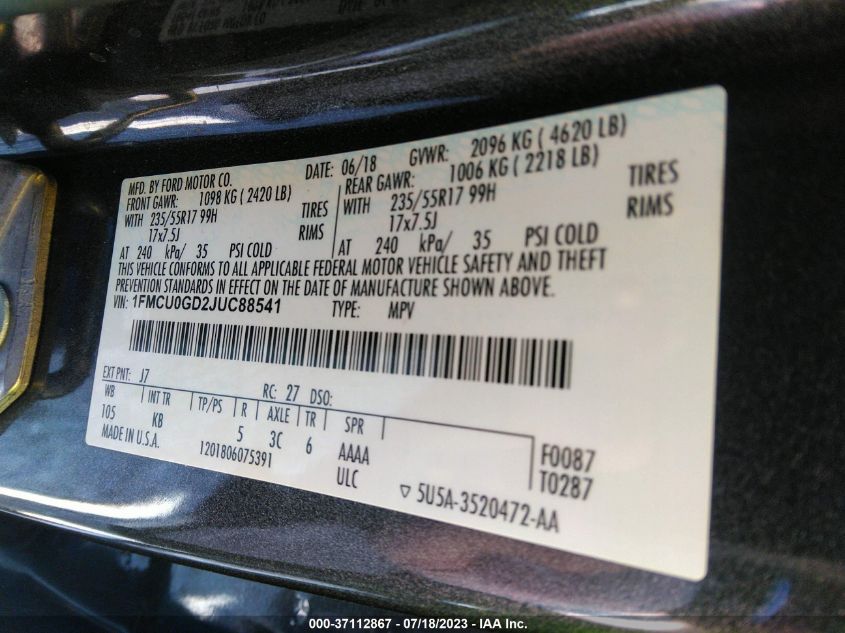 MFD. BY FORD MOTOR CO. DATE: 06/18 GVWR: 2096 KG ( 4620 LB)
FRONT GAWR: 1098 KG ( 2420 LB) REAR GAWR: 1006 KG ( 2218 LB)
WITH 235/55R17 99H TIRES WITH 235/55R17 99H TIRES
17x7.5J RIMS 17x7.5J RIMS
AT 240 kPa/ 35 PSI COLD AT 240 kPa/ 35 PSI COLD
THIS VEHICLE CONFORMS TO ALL APPLICABLE FEDERAL MOTOR VEHICLE SAFETY AND THEFT
PREVENTION STANDARDS IN EFFECT ON THE DATE OF MANUFACTURE SHOWN ABOVE.
VIN: 1FMCU0GD2JUC88541 TYPE: MPV
EXT PNT: J7 RC: 27 DSO:
WB INT TR TP/PS R AXLE TR SPR
105 KB 5 3C 6 AAAA F0087
MADE IN U.S.A. 1201806075391 ULC T0287
▽ 5U5A-3520472-AA
000-37112867 - 07/18/2023 - IAA Inc.